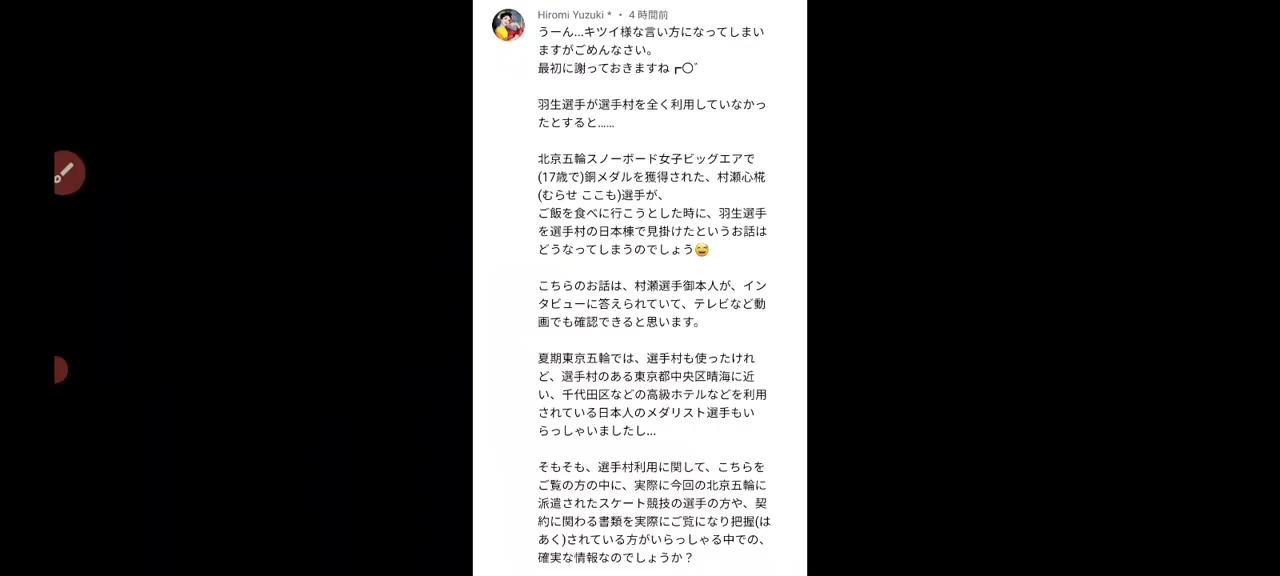 Hiromi Yuzuki * ・ 4 時間前
うーん...キツイ様な言い方になってしまい
ますがごめんなさい。
最初に謝っておきますね┏〇゛
羽生選手が選手村を全く利用していなかっ
たとすると……
北京五輪スノーボード女子ビッグエアで
(17歳で)銅メダルを獲得された、村瀬心椛
(むらせ ここも)選手が、
ご飯を食べに行こうとした時に、羽生選手
を選手村の日本棟で見掛けたというお話は
どうなってしまうのでしょう😅
こちらのお話は、村瀬選手御本人が、イン
タビューに答えられていて、テレビなど動
画でも確認できると思います。
夏期東京五輪では、選手村も使ったけれ
ど、選手村のある東京都中央区晴海に近
い、千代田区などの高級ホテルなどを利用
されている日本人のメダリスト選手もい
らっしゃいましたし...
そもそも、選手村利用に関して、こちらを
ご覧の方の中に、実際に今回の北京五輪に
派遣されたスケート競技の選手の方や、契
約に関わる書類を実際にご覧になり把握(は
あく)されている方がいらっしゃる中での、
確実な情報なのでしょうか？